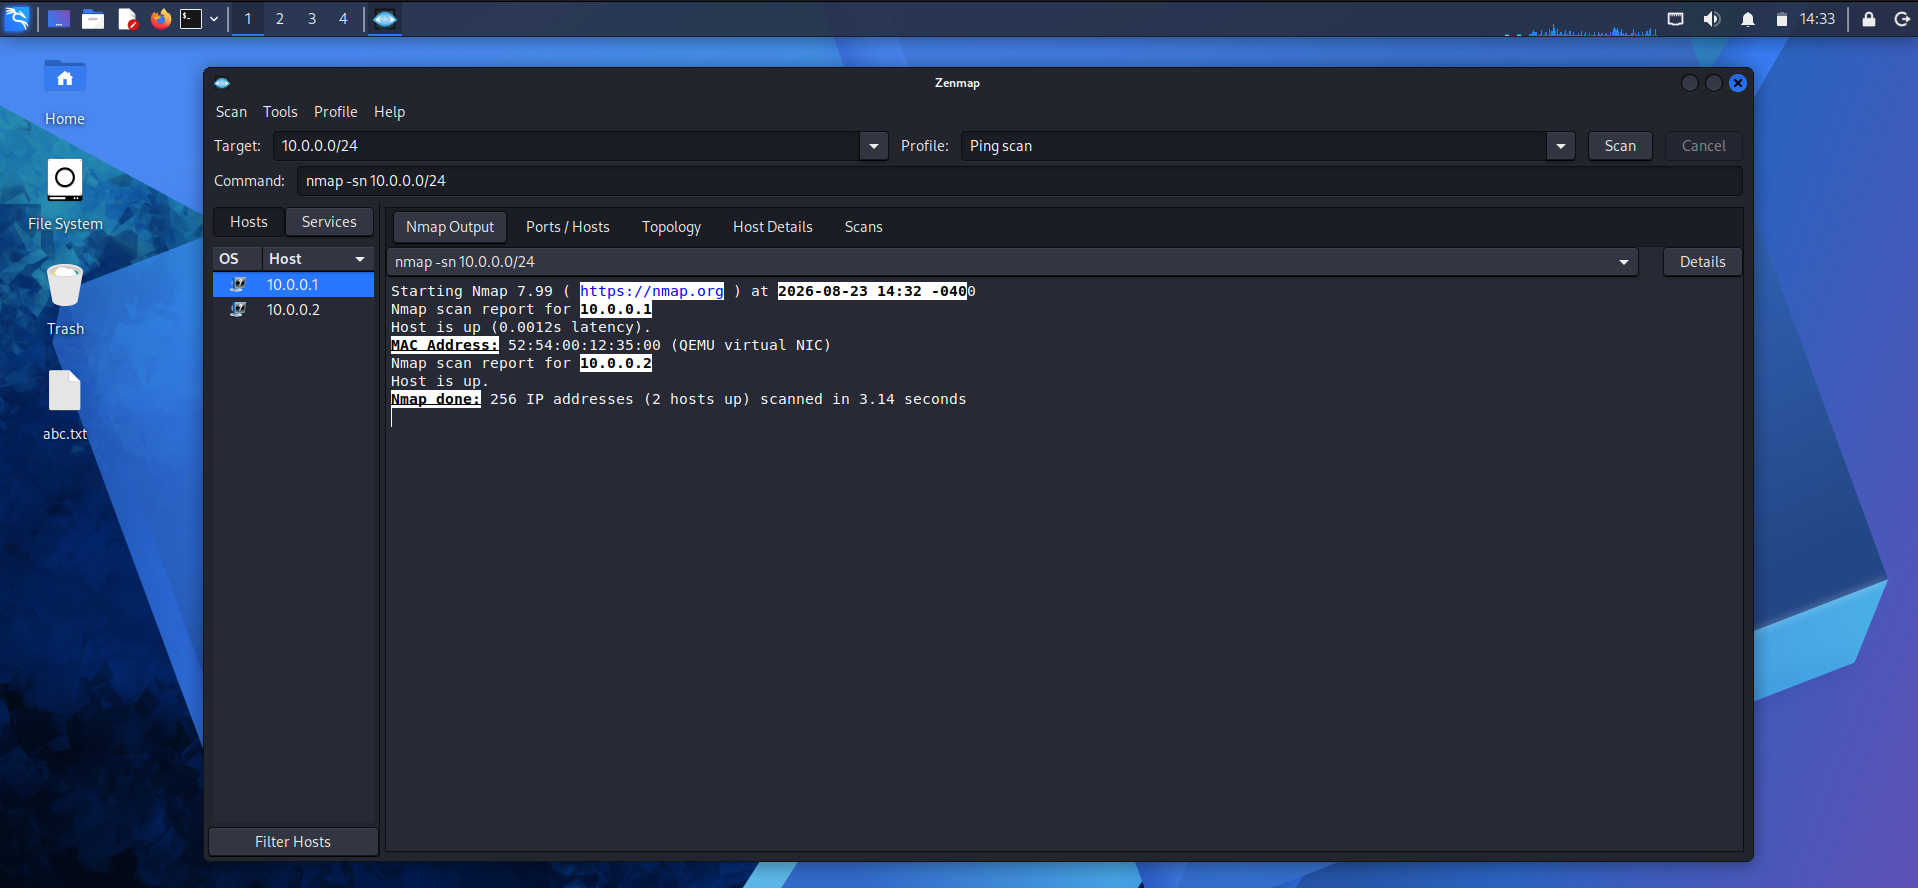 1 2 3 4
14:33
Home
File System
Trash
abc.txt
Zenmap
Scan Tools Profile Help
Target: 10.0.0.0/24 Profile: Ping scan Scan Cancel
Command: nmap -sn 10.0.0.0/24
Hosts Services
Nmap Output Ports / Hosts Topology Host Details Scans
OS Host
10.0.0.1
10.0.0.2
nmap -sn 10.0.0.0/24 Details
Starting Nmap 7.99 ( https://nmap.org ) at 2026-08-23 14:32 -0400
Nmap scan report for 10.0.0.1
Host is up (0.0012s latency).
MAC Address: 52:54:00:12:35:00 (QEMU virtual NIC)
Nmap scan report for 10.0.0.2
Host is up.
Nmap done: 256 IP addresses (2 hosts up) scanned in 3.14 seconds
Filter Hosts